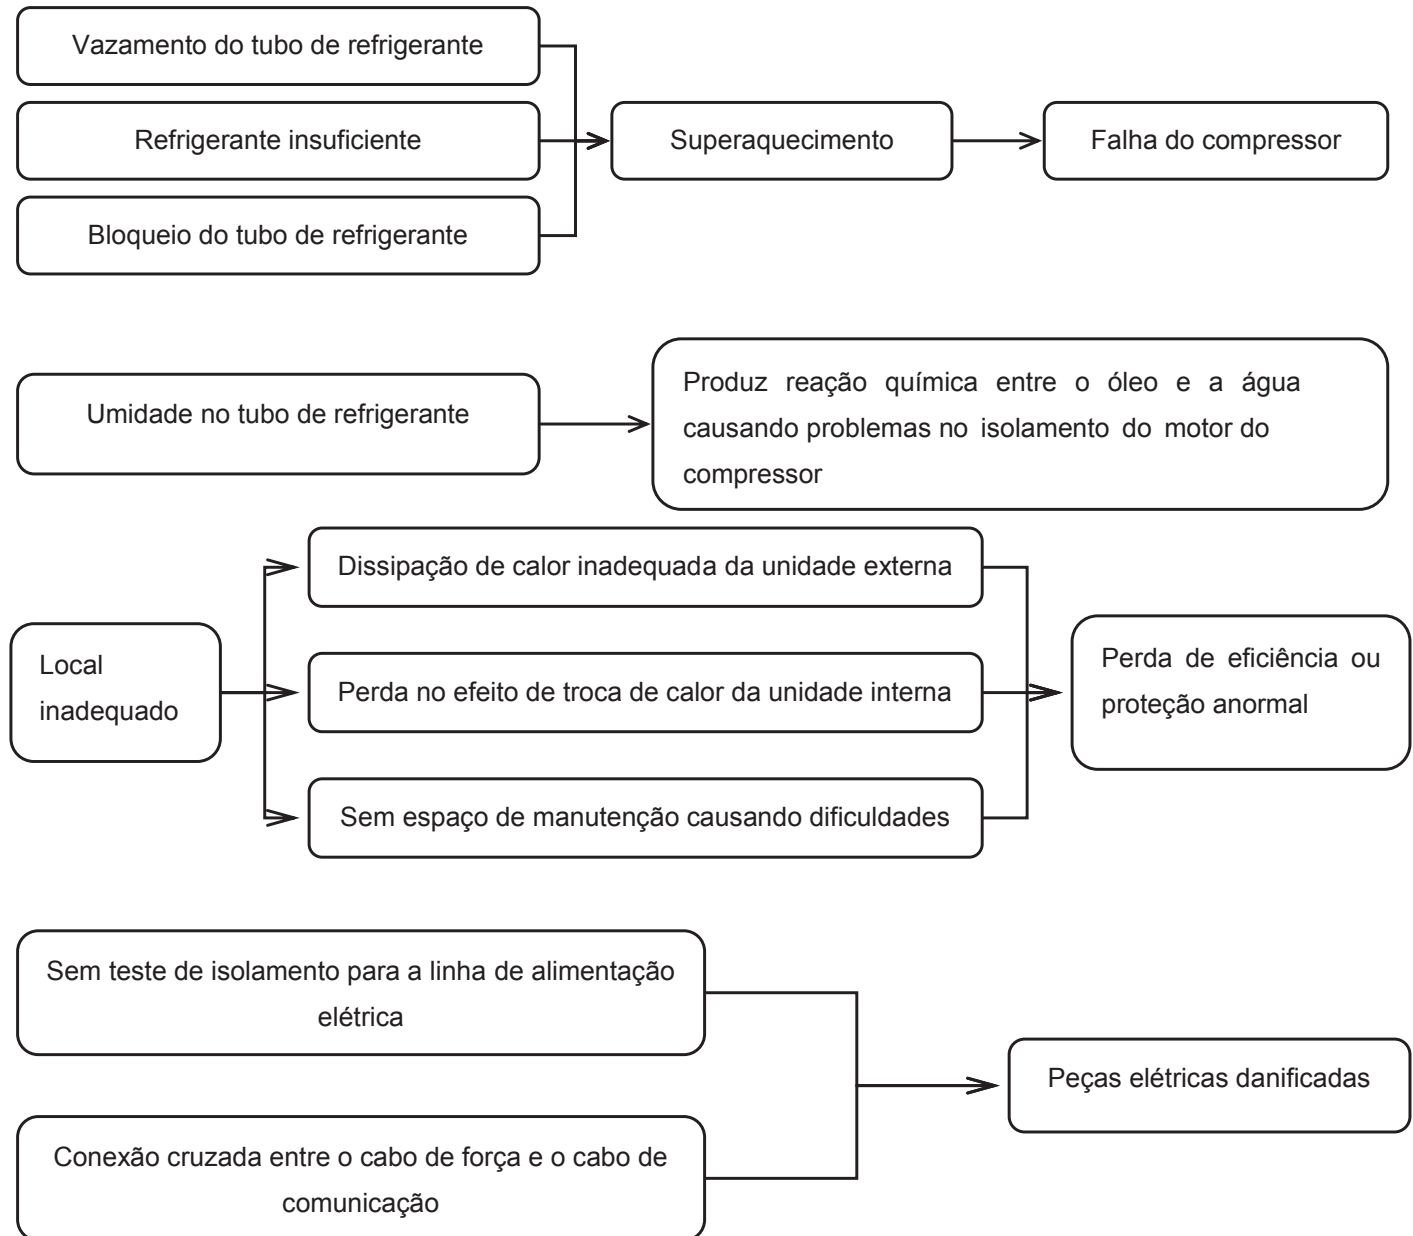 Vazamento do tubo de refrigerante
Refrigerante insuficiente
Superaquecimento
Falha do compressor
Bloqueio do tubo de refrigerante
Umidade no tubo de refrigerante
Produz reação química entre o óleo e a água
causando problemas no isolamento do motor do
compressor
Local
inadequado
Dissipação de calor inadequada da unidade externa
Perda no efeito de troca de calor da unidade interna
Sem espaço de manutenção causando dificuldades
Perda de eficiência ou
proteção anormal
Sem teste de isolamento para a linha de alimentação
elétrica
Conexão cruzada entre o cabo de força e o cabo de
comunicação
Peças elétricas danificadas